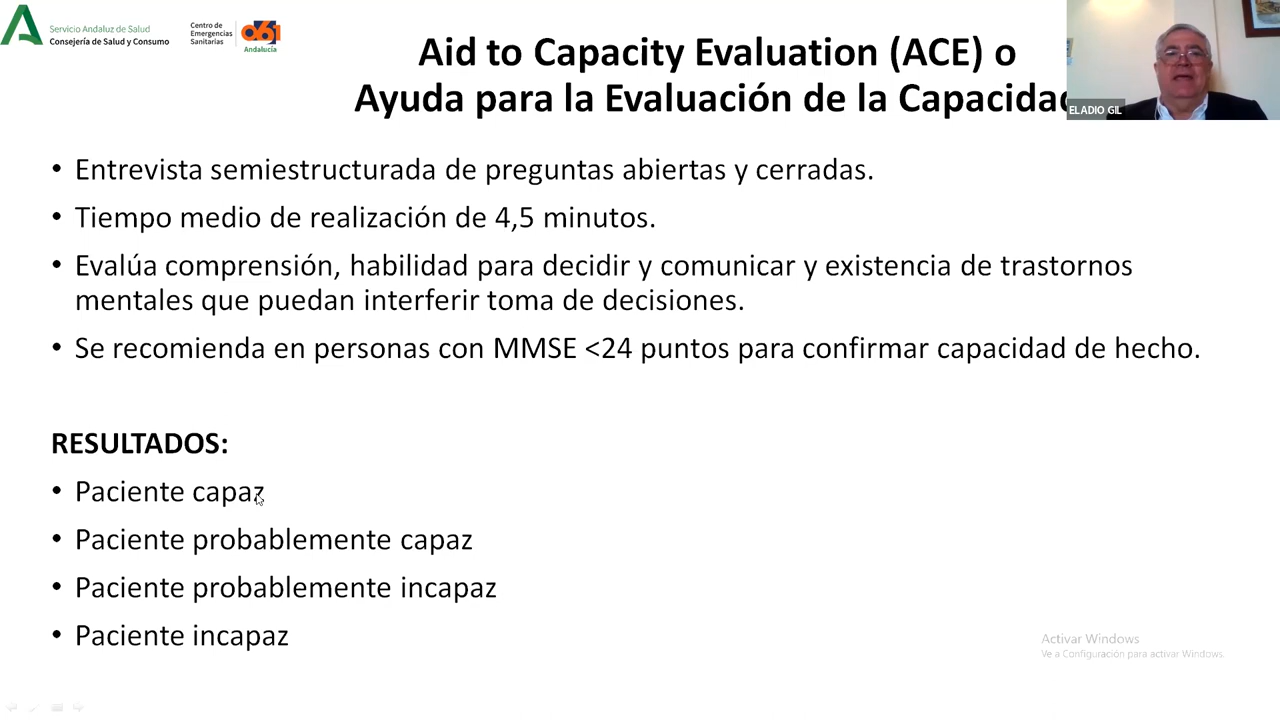 Servicio Andaluz de Salud
Consejería de Salud y Consumo
Centro de
Emergencias
Sanitarias
061
Andalucía
Aid to Capacity Evaluation (ACE) o
Ayuda para la Evaluación de la Capacidad
ELADIO GIL
• Entrevista semiestructurada de preguntas abiertas y cerradas.
• Tiempo medio de realización de 4,5 minutos.
• Evalúa comprensión, habilidad para decidir y comunicar y existencia de trastornos
mentales que puedan interferir toma de decisiones.
• Se recomienda en personas con MMSE <24 puntos para confirmar capacidad de hecho.
RESULTADOS:
• Paciente capaz
• Paciente probablemente capaz
• Paciente probablemente incapaz
• Paciente incapaz
Activar Windows
Ve a Configuración para activar Windows.